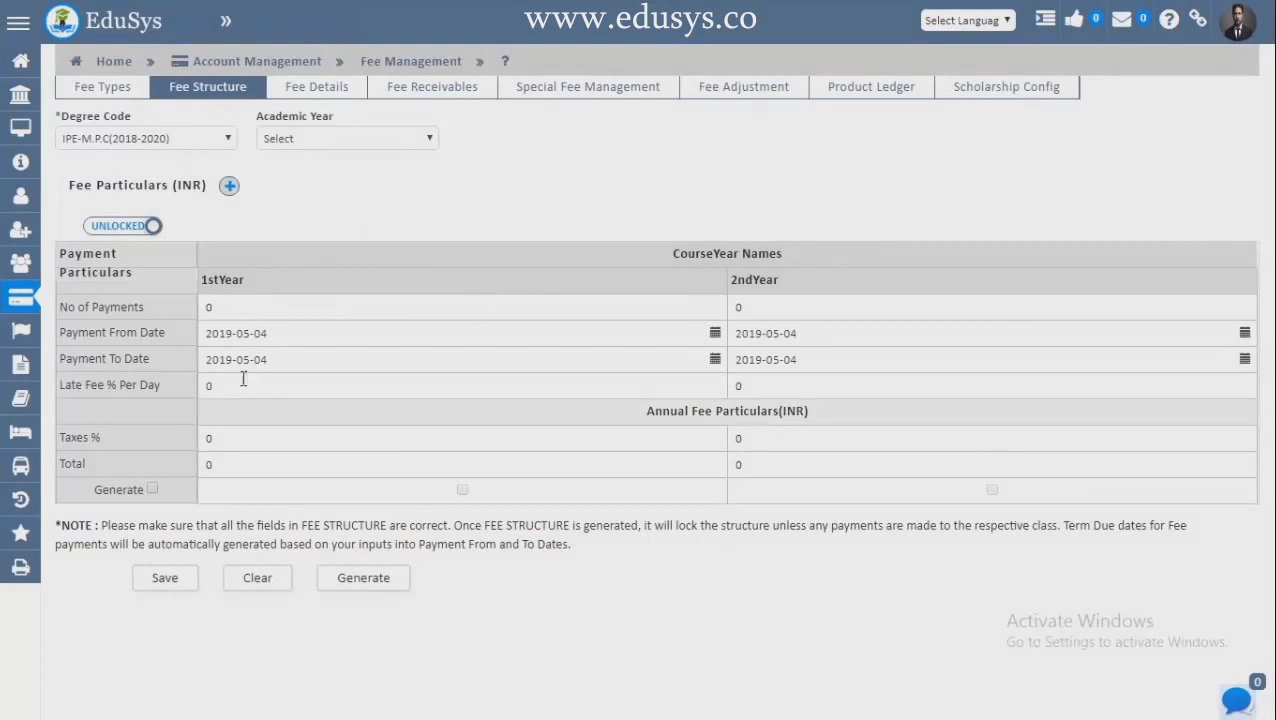 EduSys » www.edusys.co Select Languag 0 0
Home » Account Management » Fee Management » ?
Fee Types Fee Structure Fee Details Fee Receivables Special Fee Management Fee Adjustment Product Ledger Scholarship Config
*Degree Code Academic Year
IPE-M.P.C(2018-2020) Select
Fee Particulars (INR)
UNLOCKED
Payment CourseYear Names
Particulars
1stYear 2ndYear
No of Payments 0 0
Payment From Date 2019-05-04 2019-05-04
Payment To Date 2019-05-04 2019-05-04
Late Fee % Per Day 0 0
Annual Fee Particulars(INR)
Taxes % 0 0
Total 0 0
Generate
*NOTE : Please make sure that all the fields in FEE STRUCTURE are correct. Once FEE STRUCTURE is generated, it will lock the structure unless any payments are made to the respective class. Term Due dates for Fee
payments will be automatically generated based on your inputs into Payment From and To Dates.
Save Clear Generate
Activate Windows
Go to Settings to activate Windows.
0